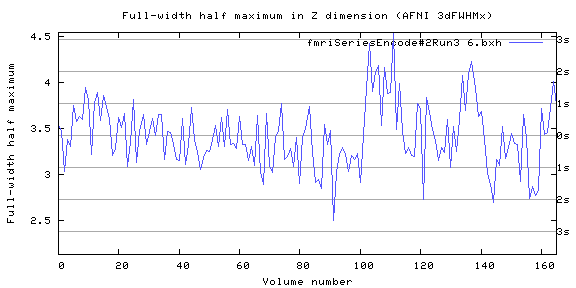 Full-width half maximum in Z dimension (AFNI 3dFWHMx)
fmriSeriesEncode#2Run3 6.bxh
Full-width half maximum
4.5
4
3.5
3
2.5
3s
2s
1s
0s
1s
2s
3s
0 20 40 60 80 100 120 140 160
Volume number